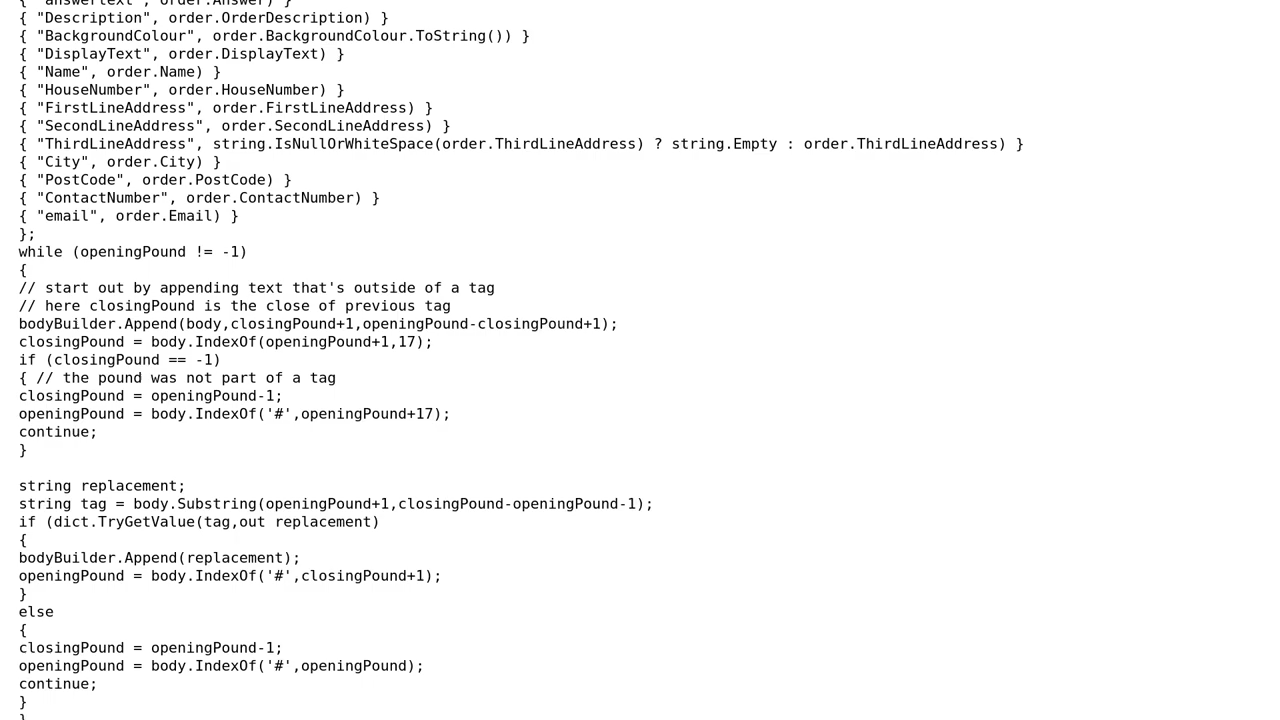 { "answertext", order.Answer) }
{ "Description", order.OrderDescription) }
{ "BackgroundColour", order.BackgroundColour.ToString()) }
{ "DisplayText", order.DisplayText) }
{ "Name", order.Name) }
{ "HouseNumber", order.HouseNumber) }
{ "FirstLineAddress", order.FirstLineAddress) }
{ "SecondLineAddress", order.SecondLineAddress) }
{ "ThirdLineAddress", string.IsNullOrWhiteSpace(order.ThirdLineAddress) ? string.Empty : order.ThirdLineAddress) }
{ "City", order.City) }
{ "PostCode", order.PostCode) }
{ "ContactNumber", order.ContactNumber) }
{ "email", order.Email) }
};
while (openingPound != -1)
{
// start out by appending text that's outside of a tag
// here closingPound is the close of previous tag
bodyBuilder.Append(body,closingPound+1,openingPound-closingPound+1);
closingPound = body.IndexOf(openingPound+1,17);
if (closingPound == -1)
{ // the pound was not part of a tag
closingPound = openingPound-1;
openingPound = body.IndexOf('#',openingPound+17);
continue;
}
string replacement;
string tag = body.Substring(openingPound+1,closingPound-openingPound-1);
if (dict.TryGetValue(tag,out replacement)
{
bodyBuilder.Append(replacement);
openingPound = body.IndexOf('#',closingPound+1);
}
else
{
closingPound = openingPound-1;
openingPound = body.IndexOf('#',openingPound);
continue;
}
}